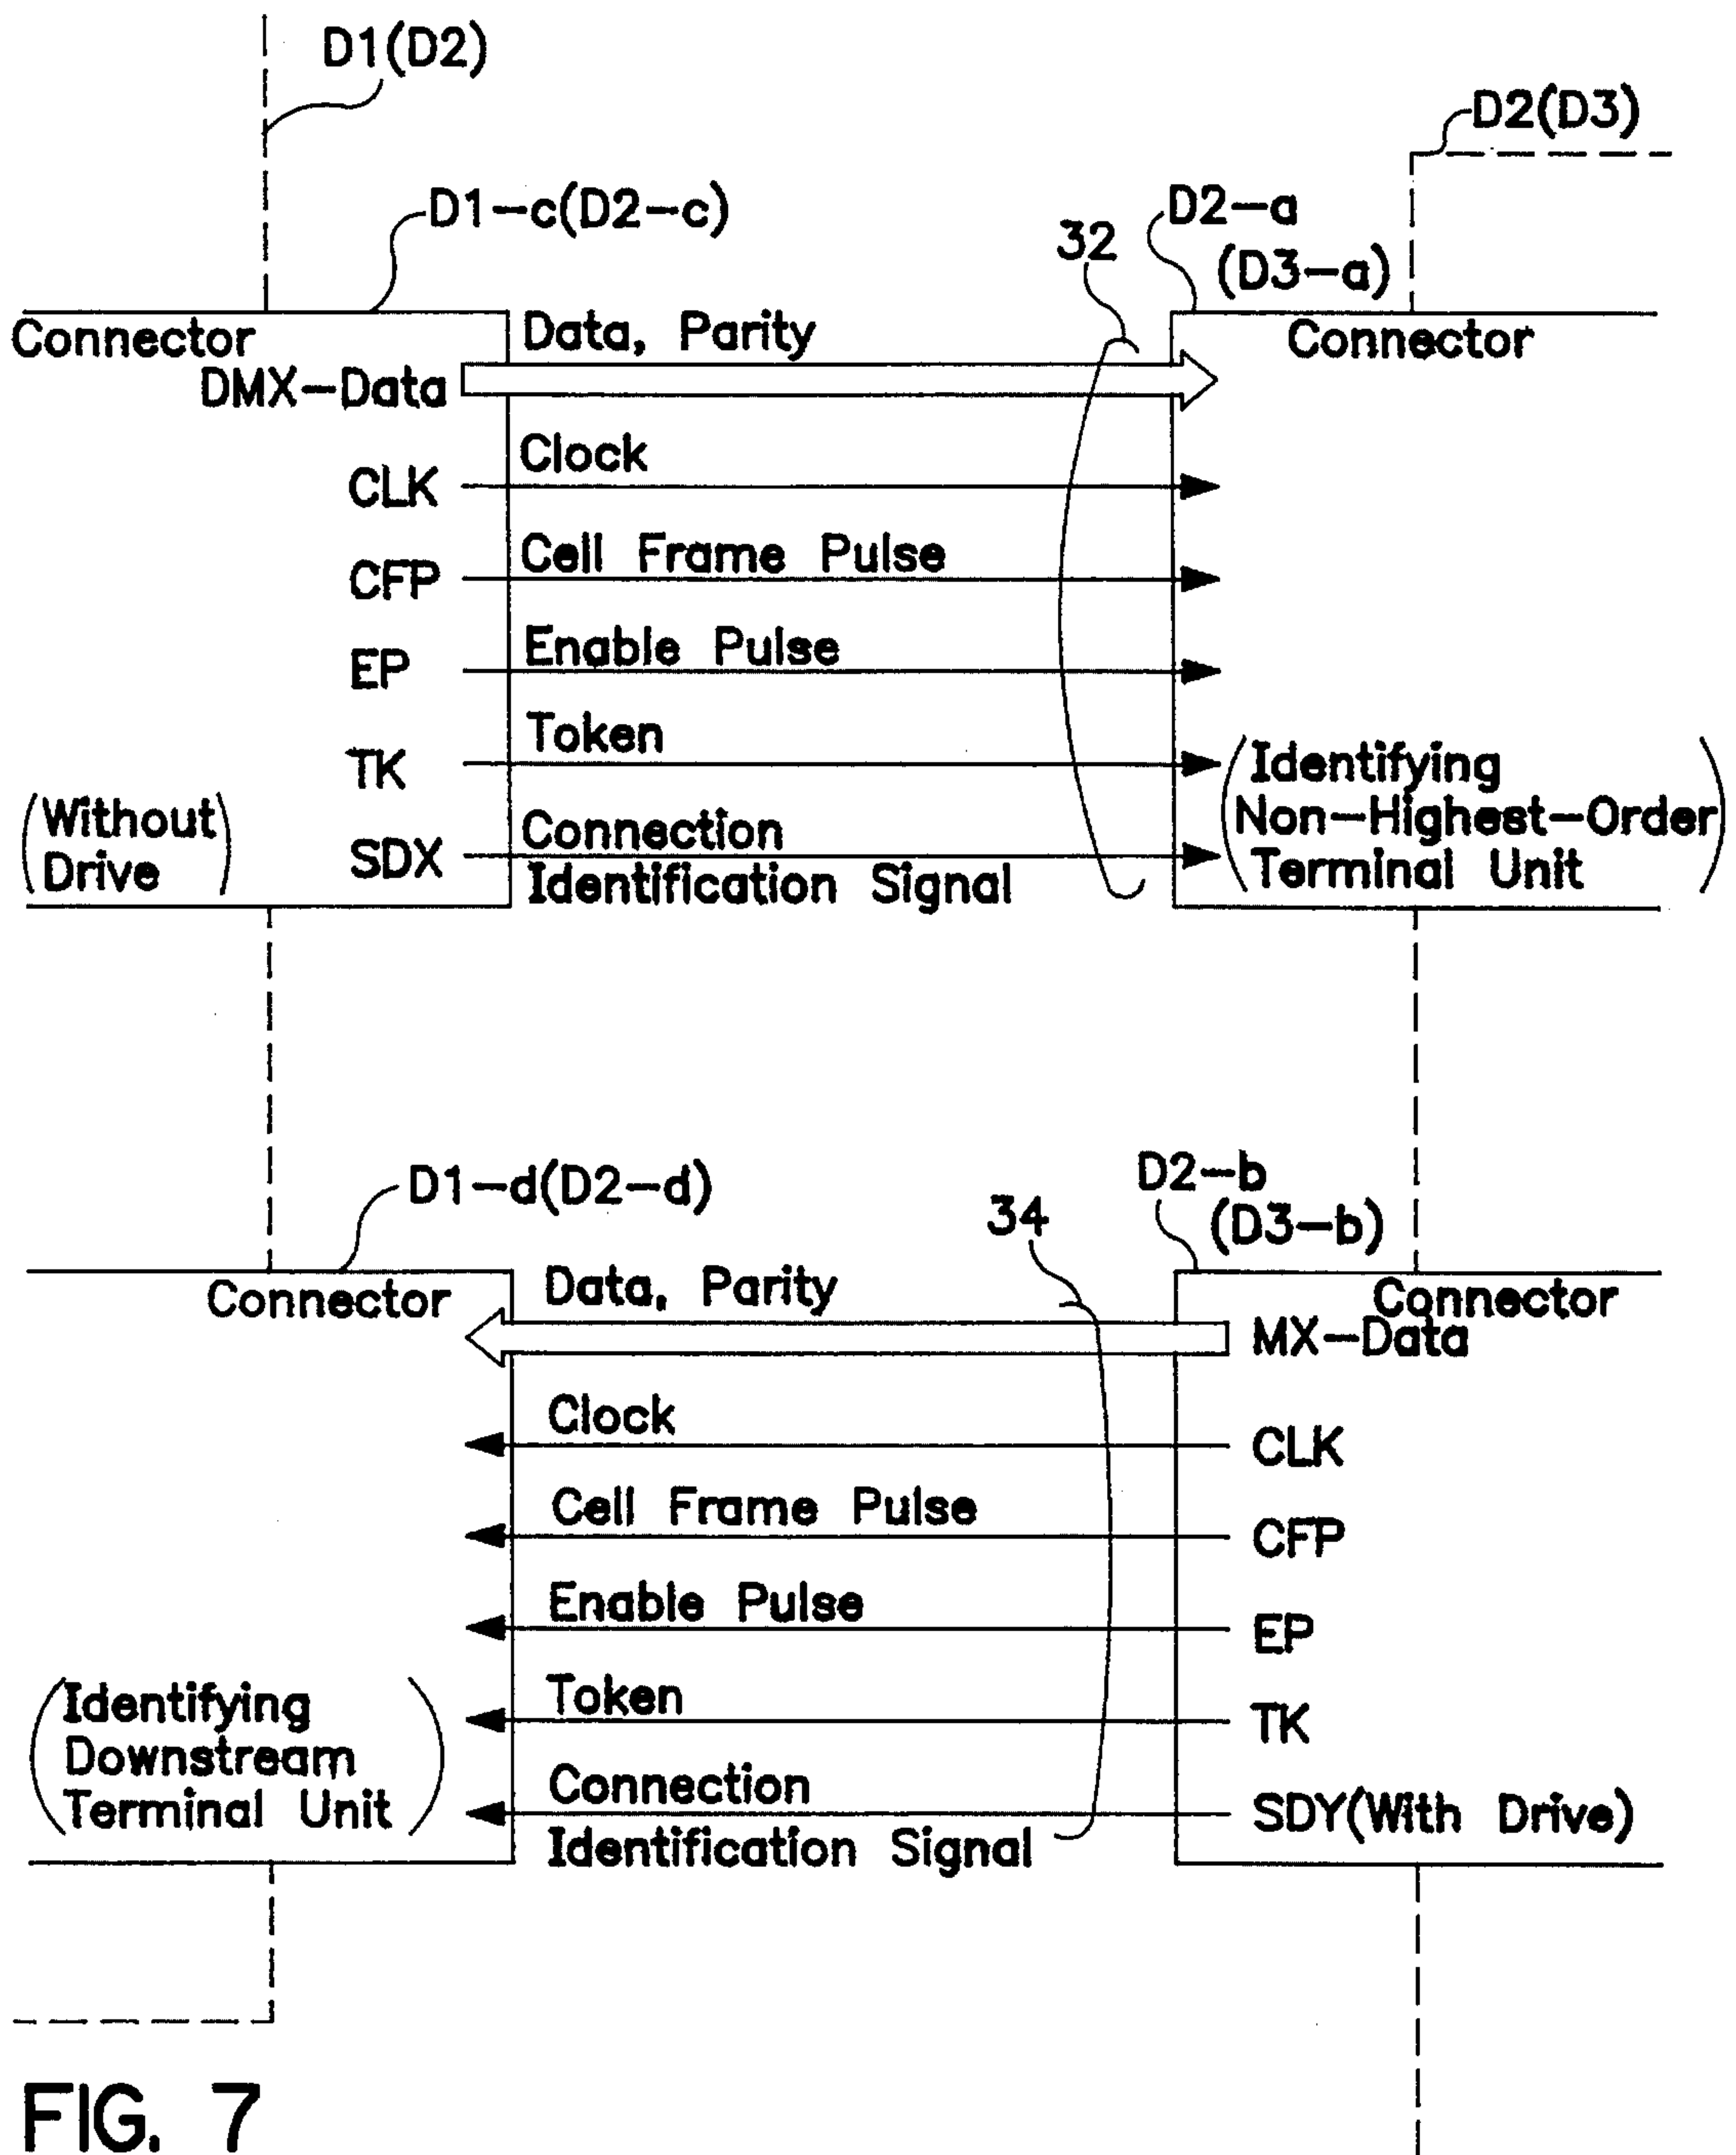 D1(D2)
D2(D3)
D1-c(D2-c)
32
D2-a
(D3-a)
Connector
Data, Parity
Connector
DMX-Data
Clock
CLK
Cell Frame Pulse
CFP
Enable Pulse
EP
Token
TK
(Identifying
Non-Highest-Order
Terminal Unit)
(Without
Drive)
SDX
Connection
Identification Signal
D1-d(D2-d)
34
D2-b
(D3-b)
Connector
Data, Parity
Connector
MX-Data
Clock
CLK
Cell Frame Pulse
CFP
Enable Pulse
EP
Token
TK
(Identifying
Downstream
Terminal Unit)
Connection
Identification Signal
SDY(With Drive)
FIG. 7